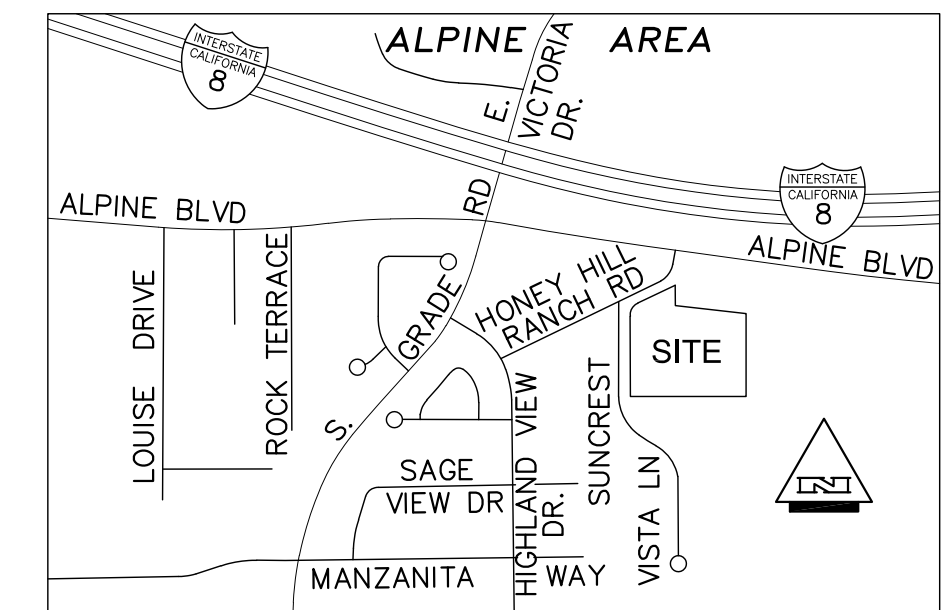 ALPINE AREA
INTERSTATE
CALIFORNIA
8
E. VICTORIA DR.
INTERSTATE
CALIFORNIA
8
ALPINE BLVD
ALPINE BLVD
S. GRADE RD
HONEY HILL
RANCH RD
LOUISE DRIVE
ROCK TERRACE
SITE
SAGE
VIEW DR
HIGHLAND VIEW DR.
SUNCREST
VISTA LN
MANZANITA WAY
N